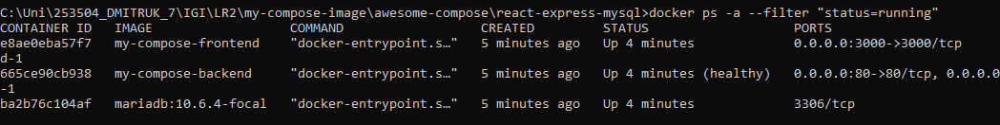 C:\Uni\253504_DMITRUK_7\IGI\LR2\my-compose-image\awesome-compose\react-express-mysql>docker ps -a --filter "status=running"
CONTAINER ID   IMAGE                 COMMAND                  CREATED         STATUS                   PORTS
e8ae0eba57f7   my-compose-frontend   "docker-entrypoint.s…"   5 minutes ago   Up 4 minutes             0.0.0.0:3000->3000/tcp
d-1
665ce90cb938   my-compose-backend    "docker-entrypoint.s…"   5 minutes ago   Up 4 minutes (healthy)   0.0.0.0:80->80/tcp, 0.0.0.0
-1
ba2b76c104af   mariadb:10.6.4-focal   "docker-entrypoint.s…"   5 minutes ago   Up 4 minutes             3306/tcp